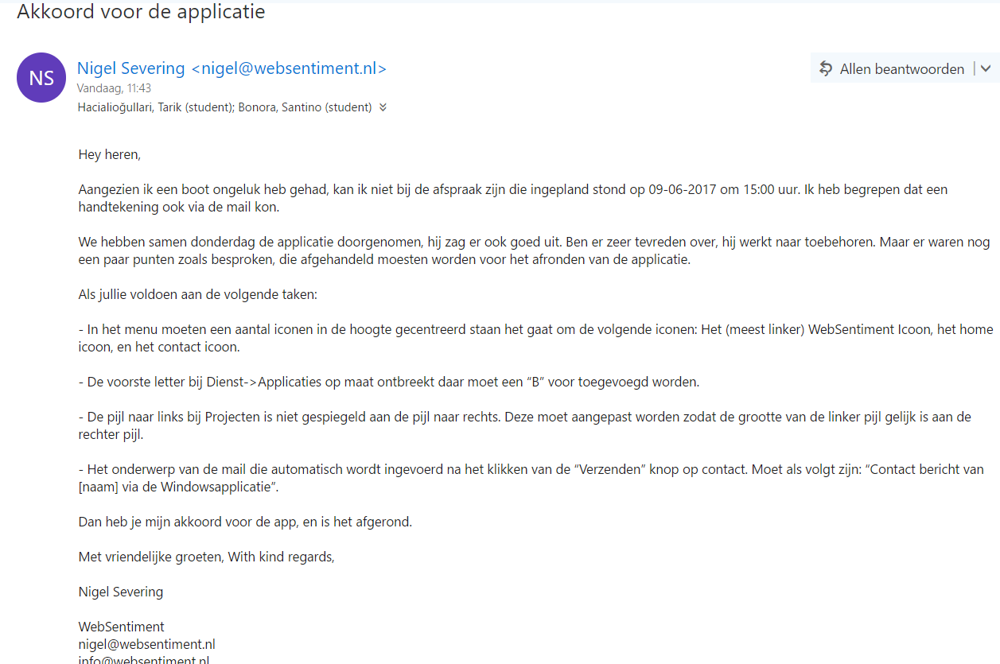 Akkoord voor de applicatie
NS
Nigel Severing <nigel@websentiment.nl>
Allen beantwoorden
Vandaag, 11:43
Hacialioğullari, Tarik (student); Bonora, Santino (student)
Hey heren,
Aangezien ik een boot ongeluk heb gehad, kan ik niet bij de afspraak zijn die ingepland stond op 09-06-2017 om 15:00 uur. Ik heb begrepen dat een
handtekening ook via de mail kon.
We hebben samen donderdag de applicatie doorgenomen, hij zag er ook goed uit. Ben er zeer tevreden over, hij werkt naar toebehoren. Maar er waren nog
een paar punten zoals besproken, die afgehandeld moesten worden voor het afronden van de applicatie.
Als jullie voldoen aan de volgende taken:
- In het menu moeten een aantal iconen in de hoogte gecentreerd staan het gaat om de volgende iconen: Het (meest linker) WebSentiment Icoon, het home
icoon, en het contact icoon.
- De voorste letter bij Dienst->Applicaties op maat ontbreekt daar moet een “B” voor toegevoegd worden.
- De pijl naar links bij Projecten is niet gespiegeld aan de pijl naar rechts. Deze moet aangepast worden zodat de grootte van de linker pijl gelijk is aan de
rechter pijl.
- Het onderwerp van de mail die automatisch wordt ingevoerd na het klikken van de “Verzenden” knop op contact. Moet als volgt zijn: “Contact bericht van
[naam] via de Windowsapplicatie”.
Dan heb je mijn akkoord voor de app, en is het afgerond.
Met vriendelijke groeten, With kind regards,
Nigel Severing
WebSentiment
nigel@websentiment.nl
info@websentiment.nl